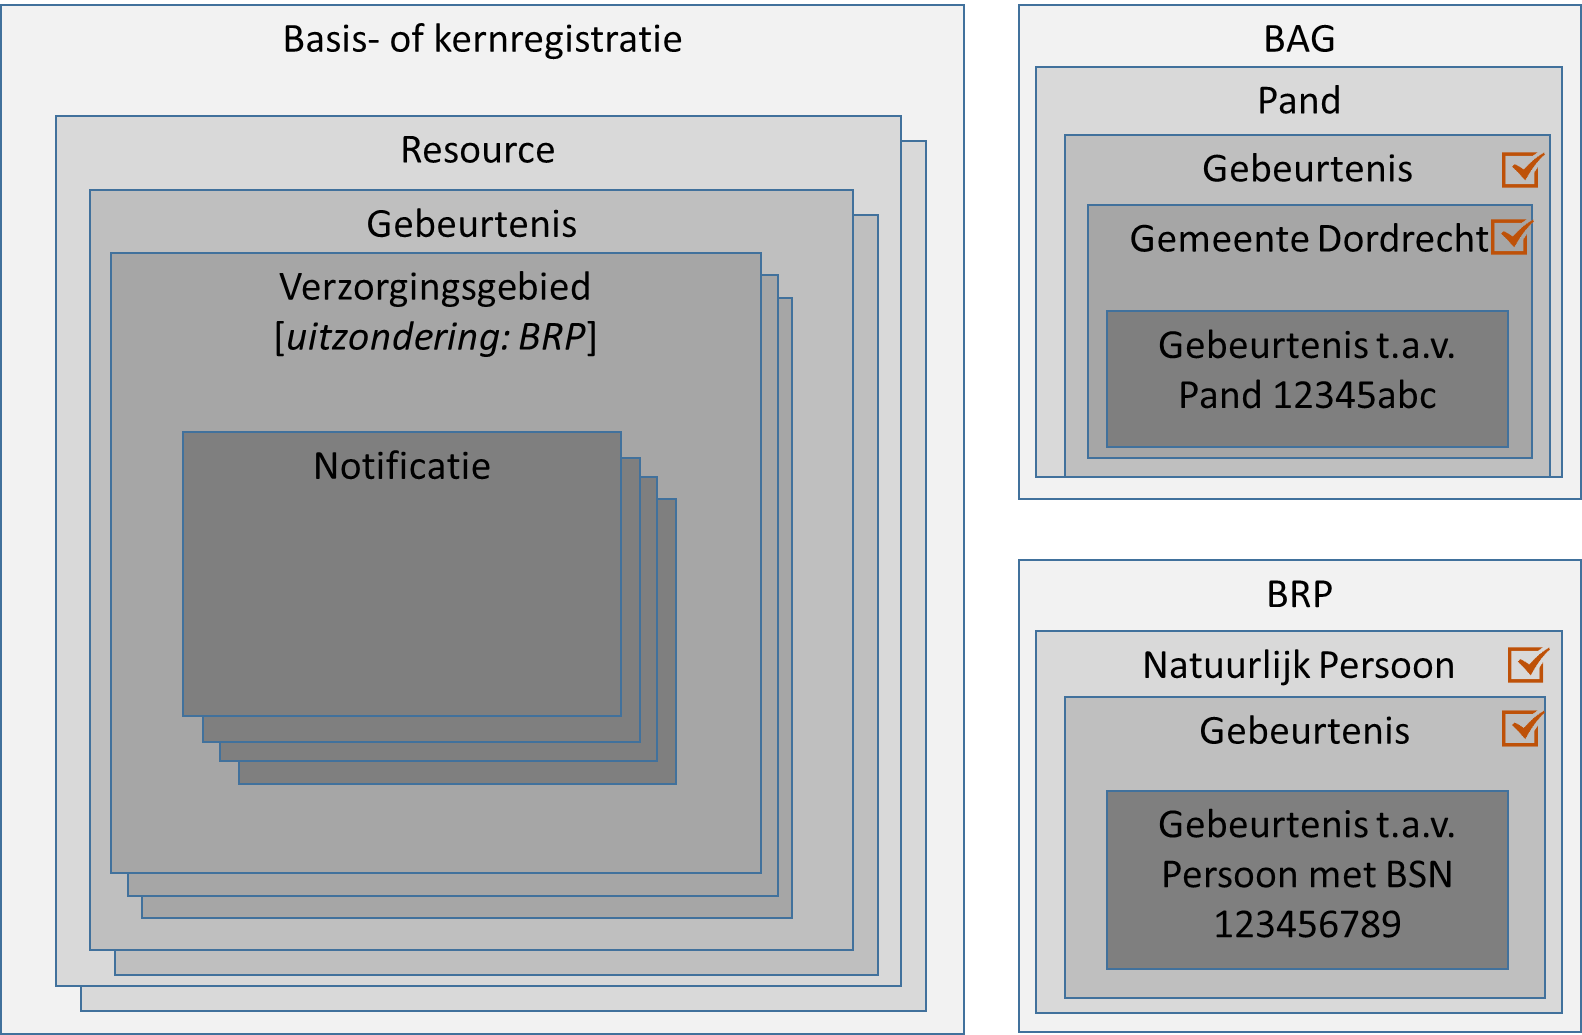 Basis- of kernregistratie
Resource
Gebeurtenis
Verzorgingsgebied
[uitzondering: BRP]
Notificatie
BAG
Pand
Gebeurtenis
Gemeente Dordrecht
Gebeurtenis t.a.v.
Pand 12345abc
BRP
Natuurlijk Persoon
Gebeurtenis
Gebeurtenis t.a.v.
Persoon met BSN
123456789